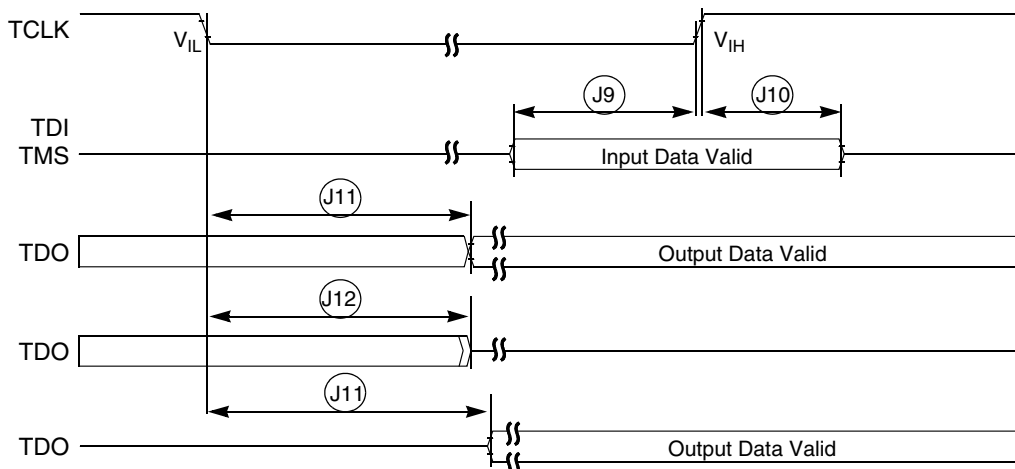 TCLK
VIL
VIH
J9
J10
TDI
TMS
Input Data Valid
J11
TDO
Output Data Valid
J12
TDO
J11
TDO
Output Data Valid